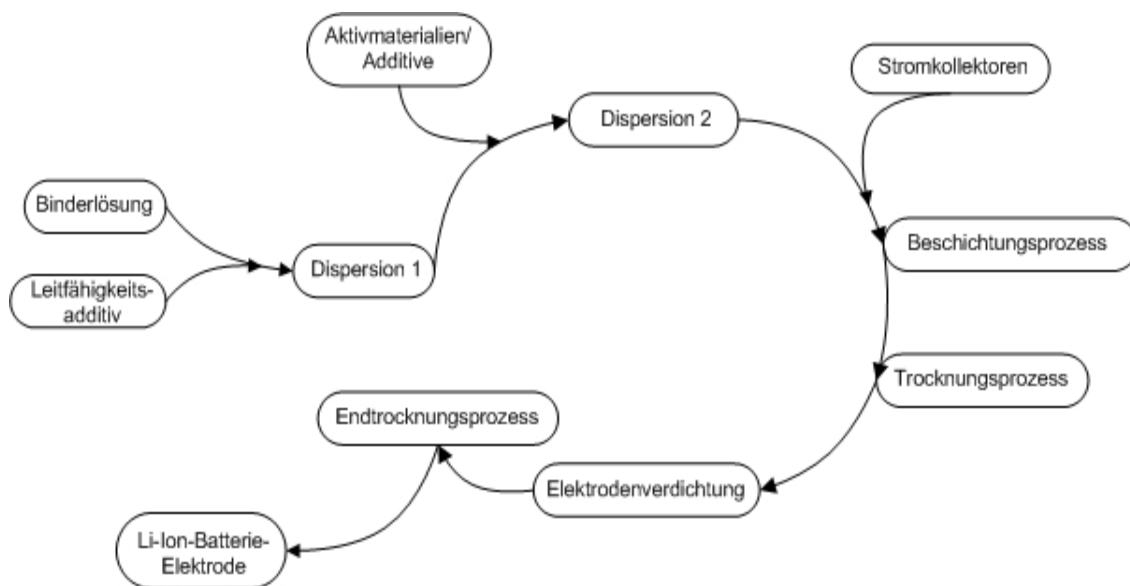 Aktivmaterialien/
Additive
Stromkollektoren
Dispersion 2
Binderlösung
Dispersion 1
Leitfähigkeits-
additiv
Beschichtungsprozess
Trocknungsprozess
Endtrocknungsprozess
Elektrodenverdichtung
Li-Ion-Batterie-
Elektrode